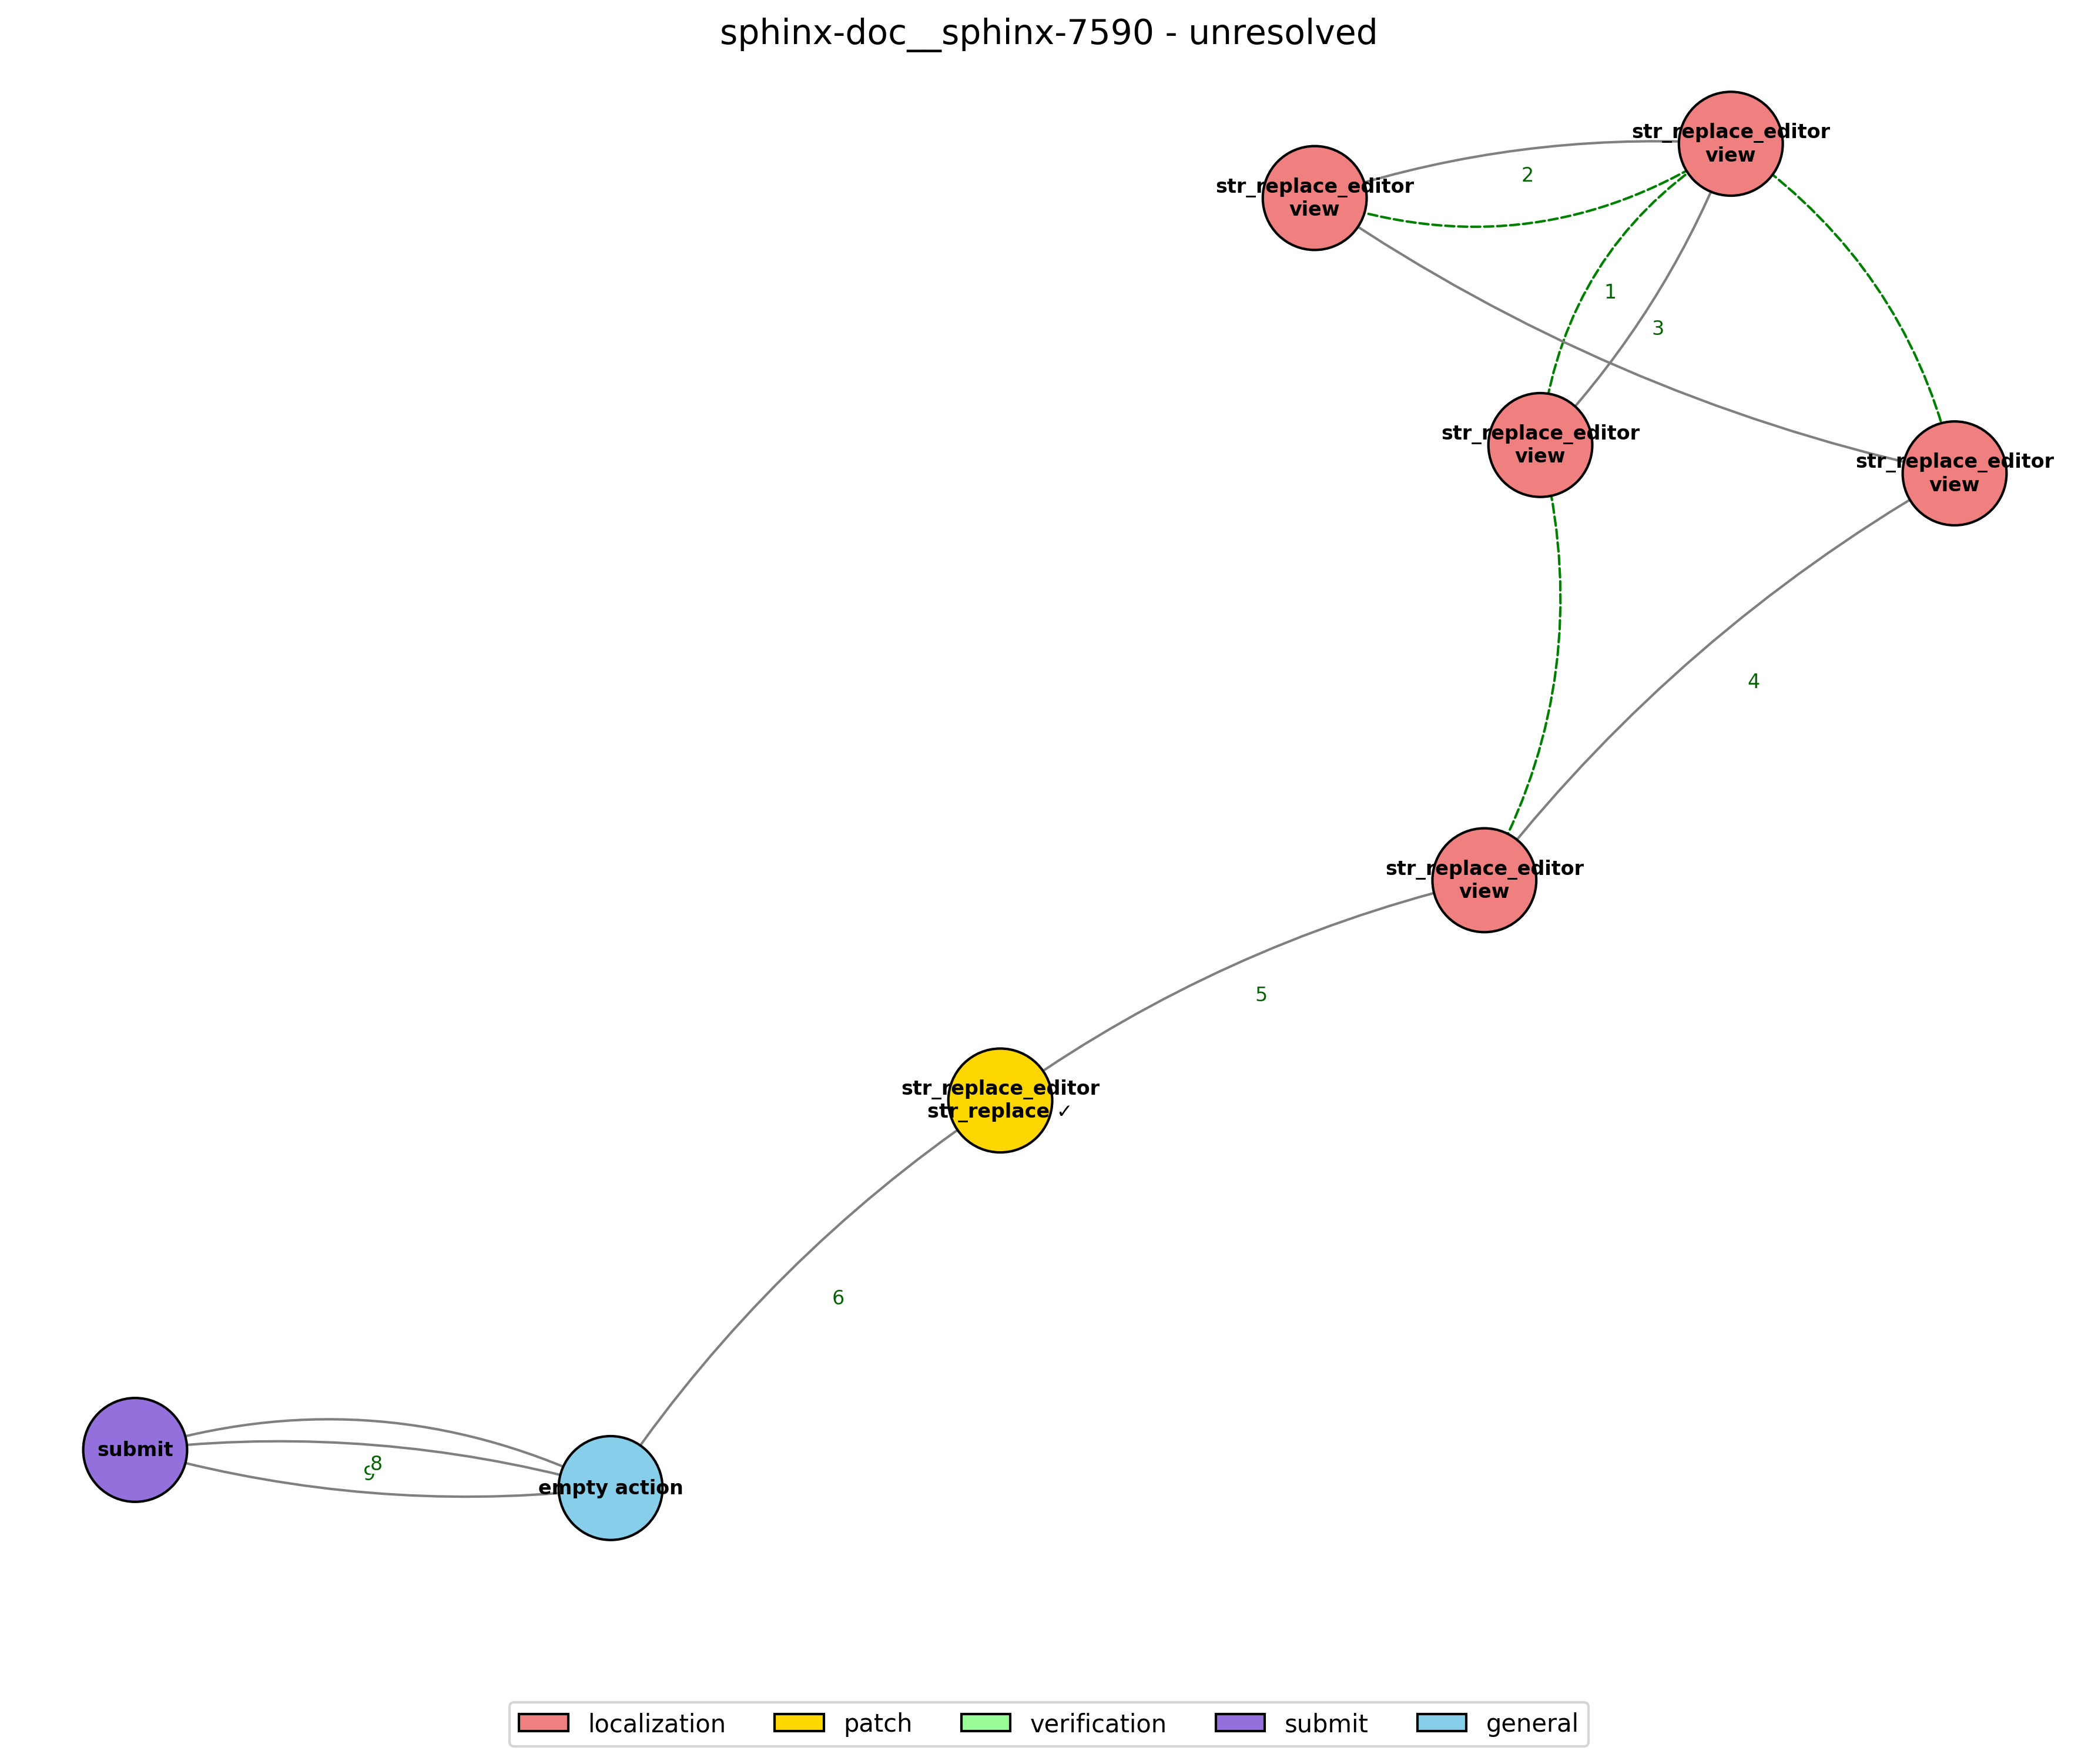 sphinx-doc__sphinx-7590 - unresolved
str_replace_editor
view
2
str_replace_editor
view
1
3
str_replace_editor
view
str_replace_editor
view
4
str_replace_editor
view
5
str_replace_editor
str_replace ✓
6
submit
8
9
empty action
localization
patch
verification
submit
general